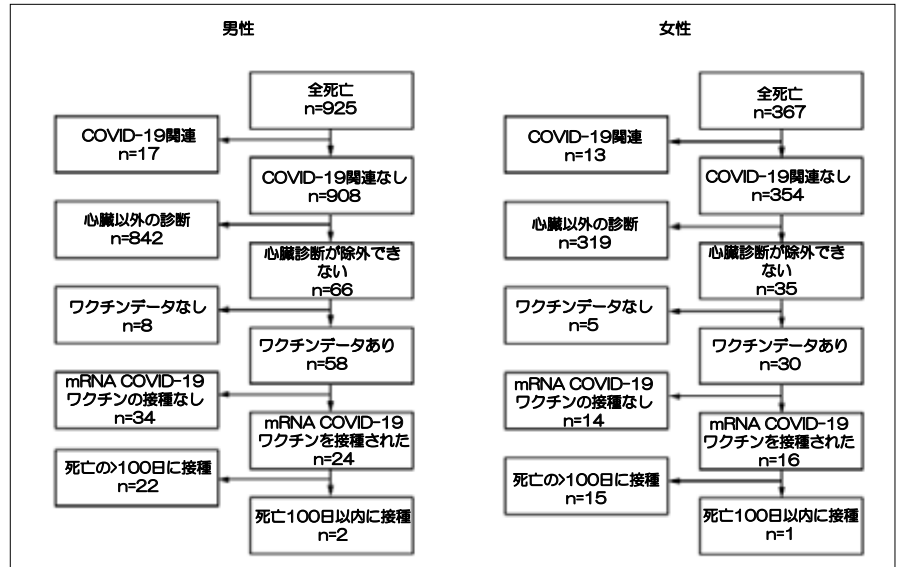 男性
全死亡
n=925
COVID-19関連
n=17
COVID-19関連なし
n=908
心臓以外の診断
n=842
心臓診断が除外でき
ない
n=66
ワクチンデータなし
n=8
ワクチンデータあり
n=58
mRNA COVID-19
ワクチンの接種なし
n=34
mRNA COVID-19
ワクチンを接種された
n=24
死亡の>100日に接種
n=22
死亡100日以内に接種
n=2
女性
全死亡
n=367
COVID-19関連
n=13
COVID-19関連なし
n=354
心臓以外の診断
n=319
心臓診断が除外でき
ない
n=35
ワクチンデータなし
n=5
ワクチンデータあり
n=30
mRNA COVID-19
ワクチンの接種なし
n=14
mRNA COVID-19
ワクチンを接種された
n=16
死亡の>100日に接種
n=15
死亡100日以内に接種
n=1